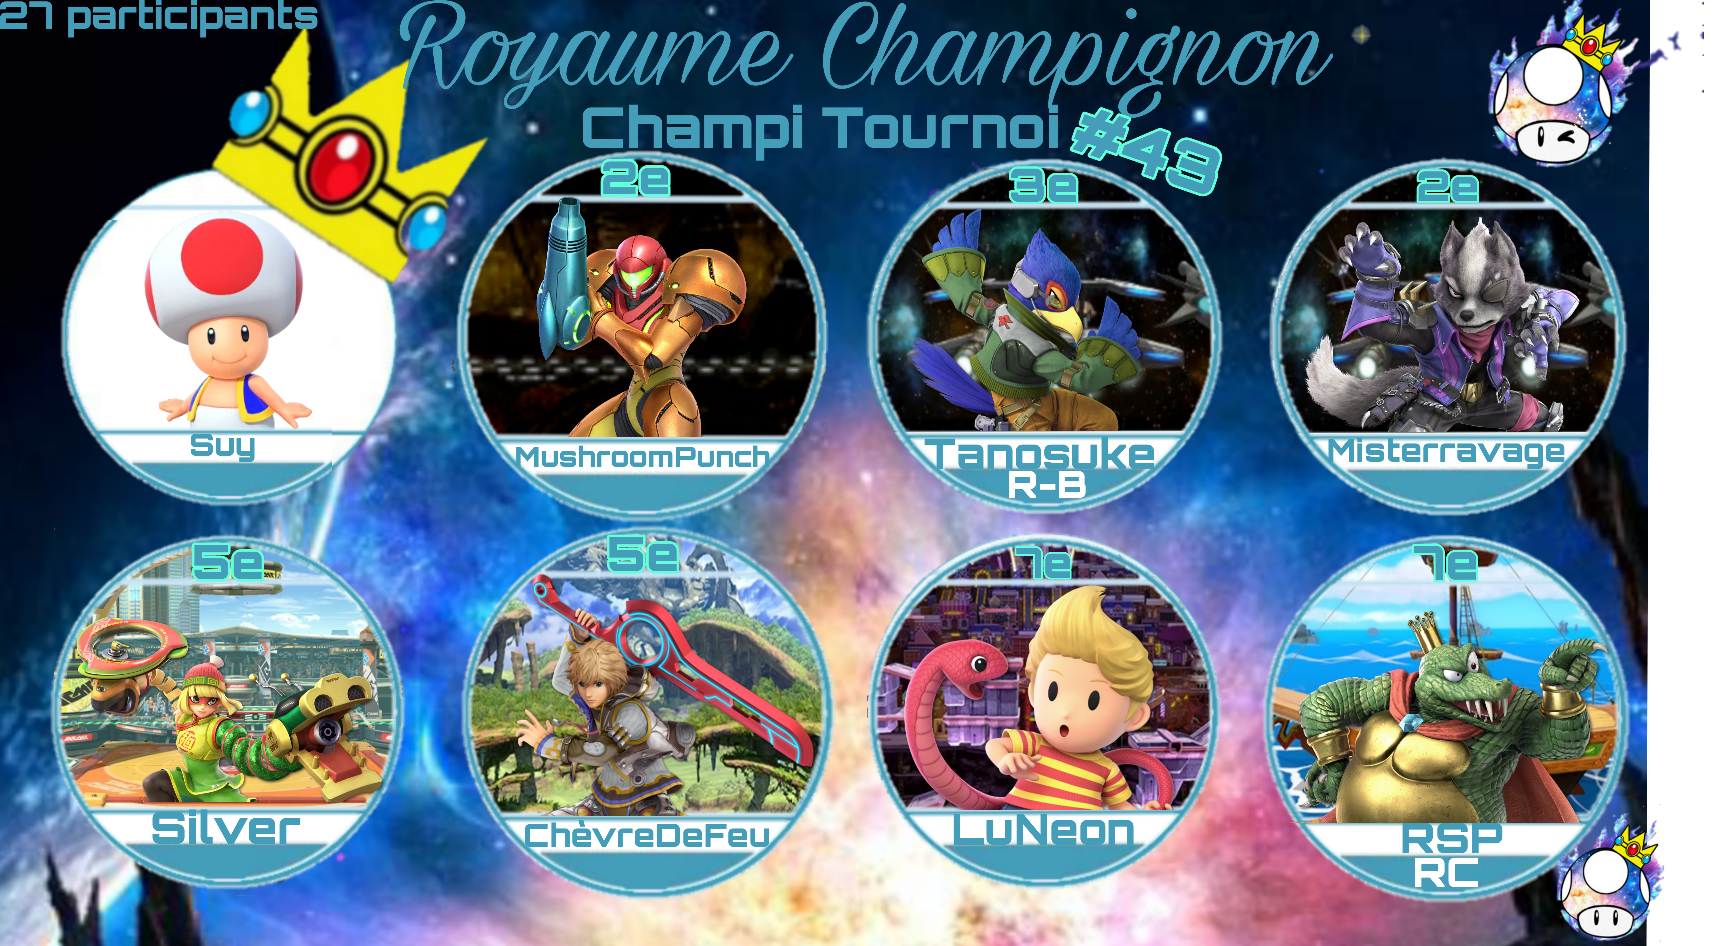 27 participants
Royaume Champignon
Champi Tournoi #43
2e
3e
2e
Suy
MushroomPunch
Tanosuke
R-B
Misterravage
5e
5e
7e
7e
Silver
ChèvreDeFeu
LuNeon
RSP
RC